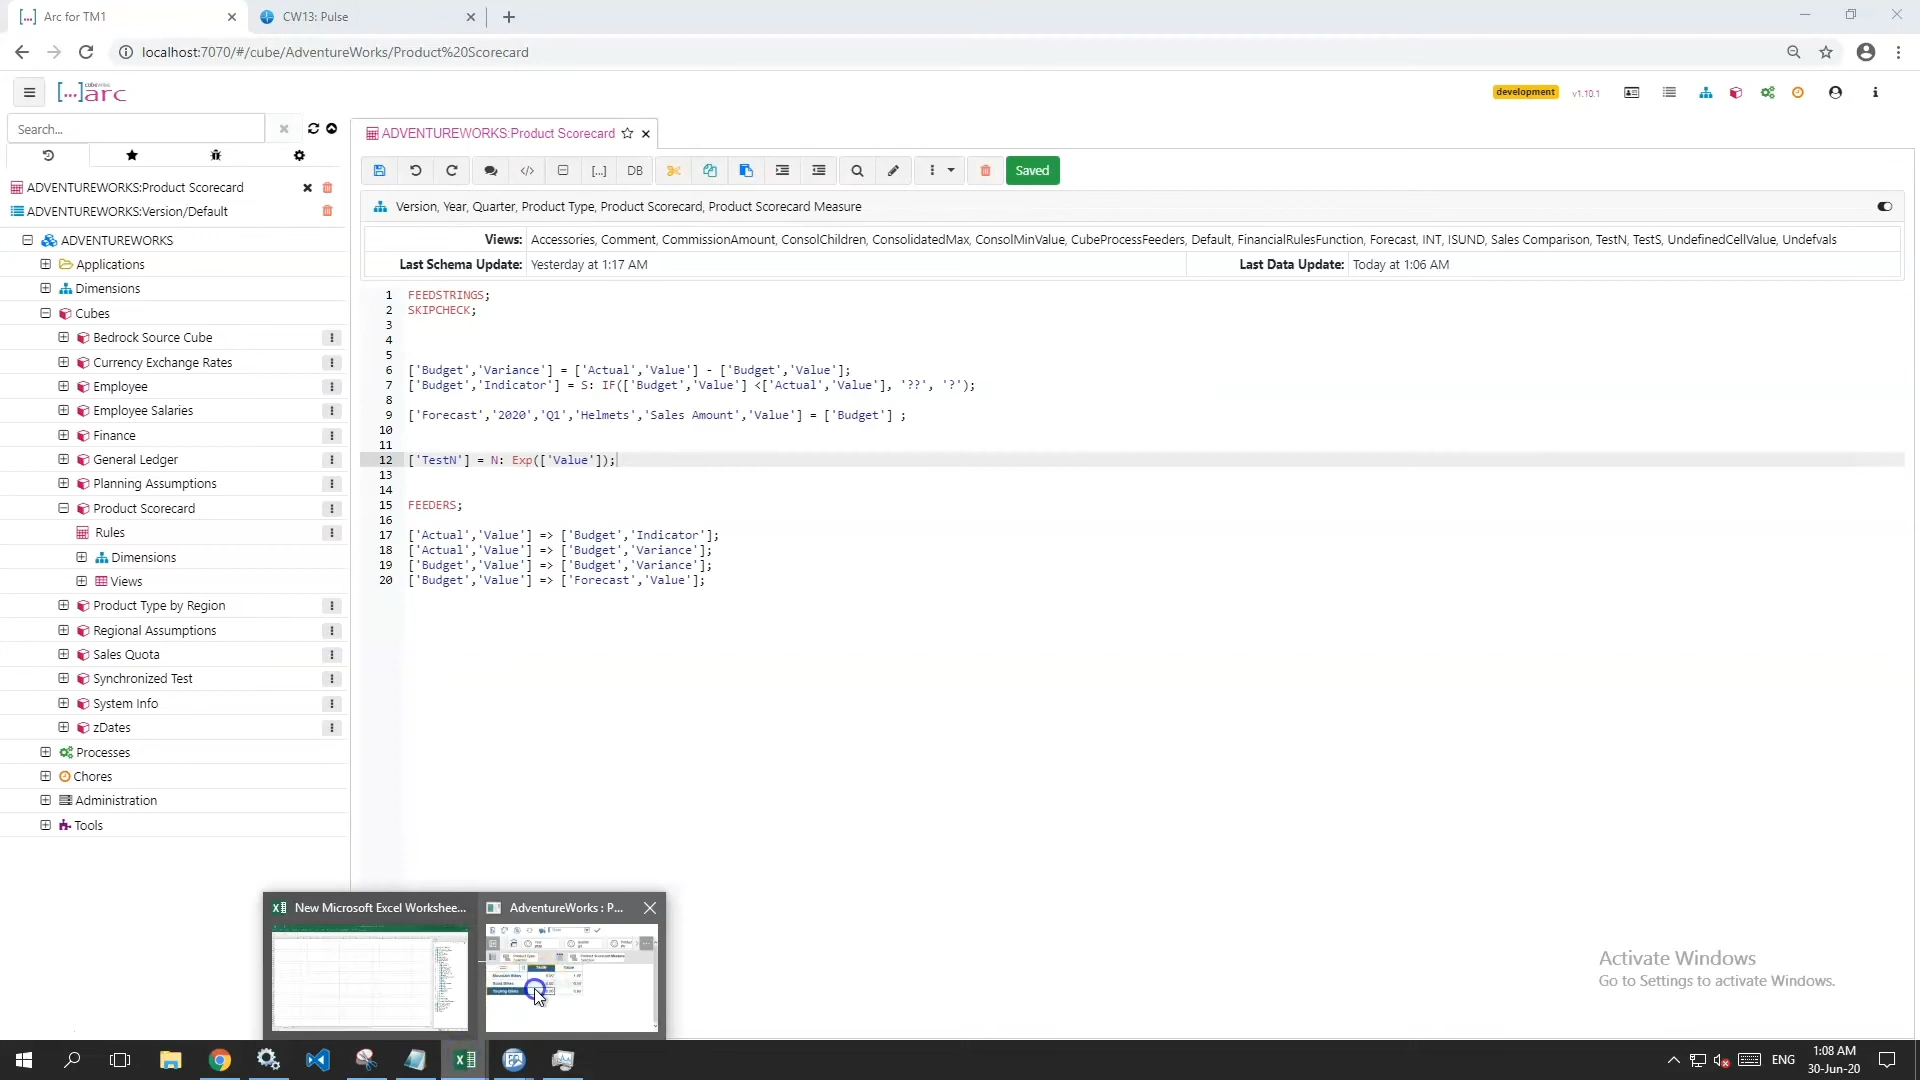 Arc for TM1
CW13: Pulse
localhost:7070/#/cube/AdventureWorks/Product%20Scorecard
cubewise
[...]arc
development
v1.10.1
Search...
ADVENTUREWORKS:Product Scorecard
DB
Saved
ADVENTUREWORKS:Product Scorecard
ADVENTUREWORKS:Version/Default
ADVENTUREWORKS
Applications
Dimensions
Cubes
Bedrock Source Cube
Currency Exchange Rates
Employee
Employee Salaries
Finance
General Ledger
Planning Assumptions
Product Scorecard
Rules
Dimensions
Views
Product Type by Region
Regional Assumptions
Sales Quota
Synchronized Test
System Info
zDates
Processes
Chores
Administration
Tools
Version, Year, Quarter, Product Type, Product Scorecard, Product Scorecard Measure
Views: Accessories, Comment, CommissionAmount, ConsolChildren, ConsolidatedMax, ConsolMinValue, CubeProcessFeeders, Default, FinancialRulesFunction, Forecast, INT, ISUND, Sales Comparison, TestN, TestS, UndefinedCellValue, Undefvals
Last Schema Update: Yesterday at 1:17 AM
Last Data Update: Today at 1:06 AM
1 FEEDSTRINGS;
2 SKIPCHECK;
3
4
5
6 ['Budget','Variance'] = ['Actual','Value'] - ['Budget','Value'];
7 ['Budget','Indicator'] = S: IF(['Budget','Value'] <['Actual','Value'], '??', '?');
8
9 ['Forecast','2020','Q1','Helmets','Sales Amount','Value'] = ['Budget'] ;
10
11
12 ['TestN'] = N: Exp(['Value']);
13
14
15 FEEDERS;
16
17 ['Actual','Value'] => ['Budget','Indicator'];
18 ['Actual','Value'] => ['Budget','Variance'];
19 ['Budget','Value'] => ['Budget','Variance'];
20 ['Budget','Value'] => ['Forecast','Value'];
New Microsoft Excel Workshee...
AdventureWorks : P...
Activate Windows
Go to Settings to activate Windows.
ENG
1:08 AM
30-Jun-20